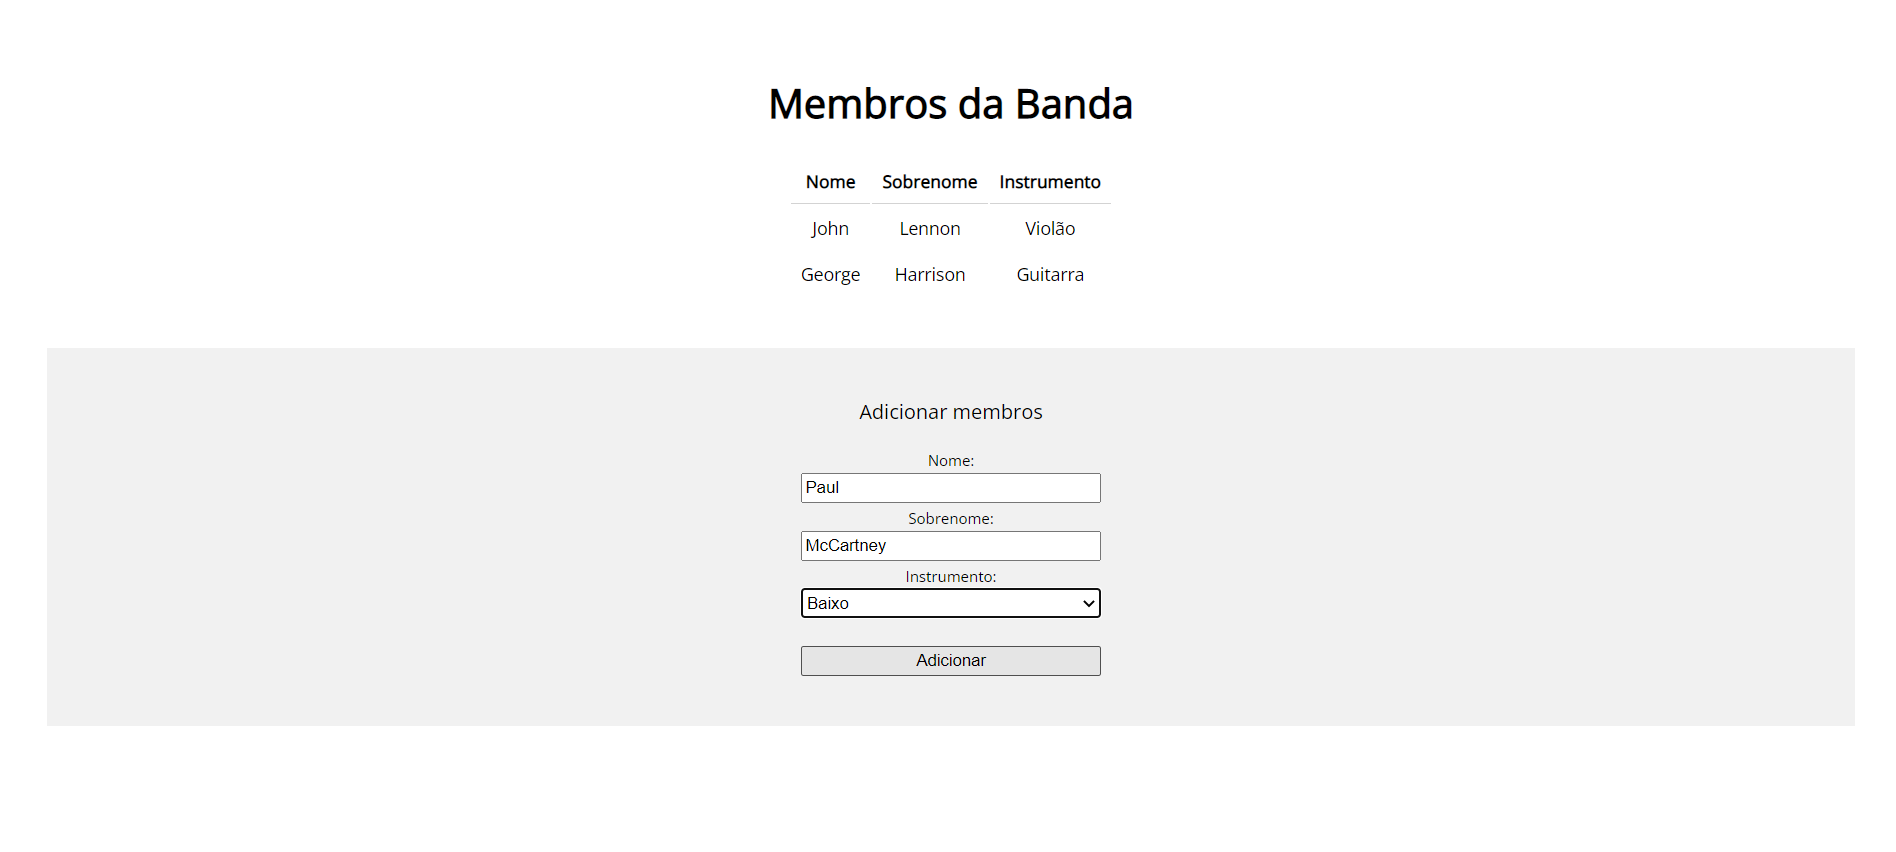 Membros da Banda
Nome Sobrenome Instrumento
John Lennon Violão
George Harrison Guitarra
Adicionar membros
Nome:
Paul
Sobrenome:
McCartney
Instrumento:
Baixo
Adicionar